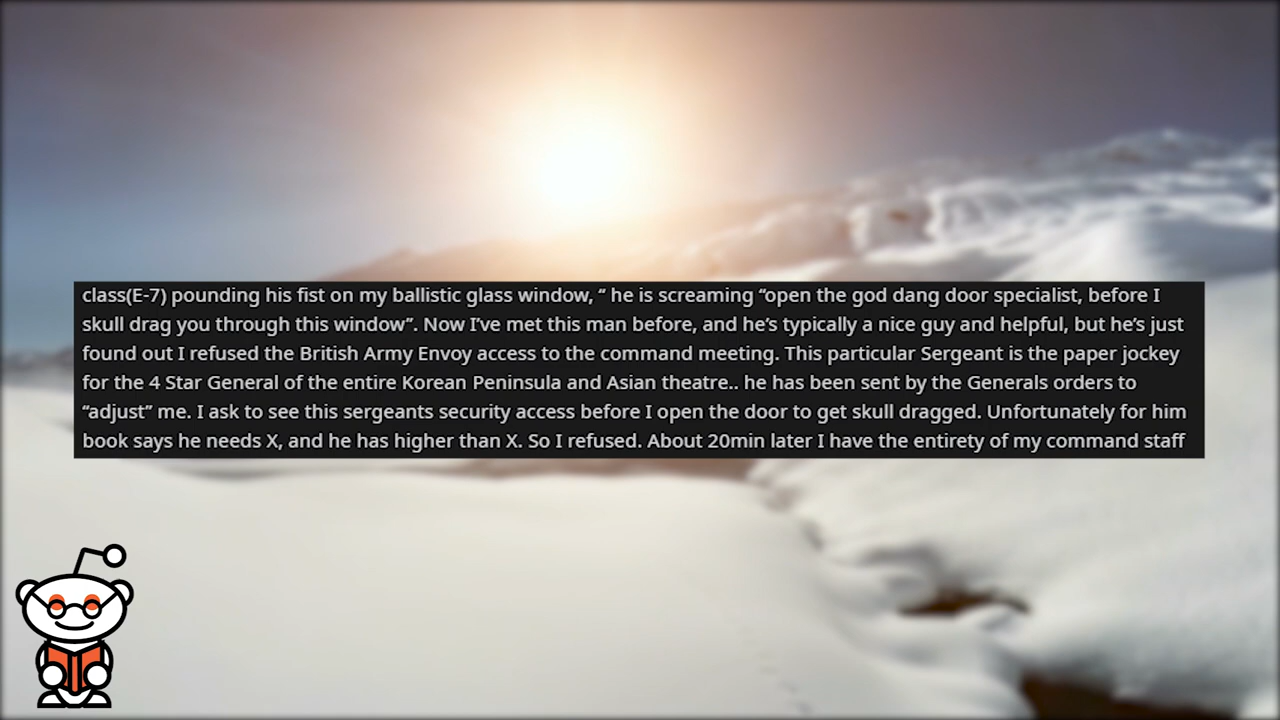 class(E-7) pounding his fist on my ballistic glass window, “ he is screaming “open the god dang door specialist, before I
skull drag you through this window”. Now I’ve met this man before, and he’s typically a nice guy and helpful, but he’s just
found out I refused the British Army Envoy access to the command meeting. This particular Sergeant is the paper jockey
for the 4 Star General of the entire Korean Peninsula and Asian theatre.. he has been sent by the Generals orders to
“adjust” me. I ask to see this sergeants security access before I open the door to get skull dragged. Unfortunately for him
book says he needs X, and he has higher than X. So I refused. About 20min later I have the entirety of my command staff